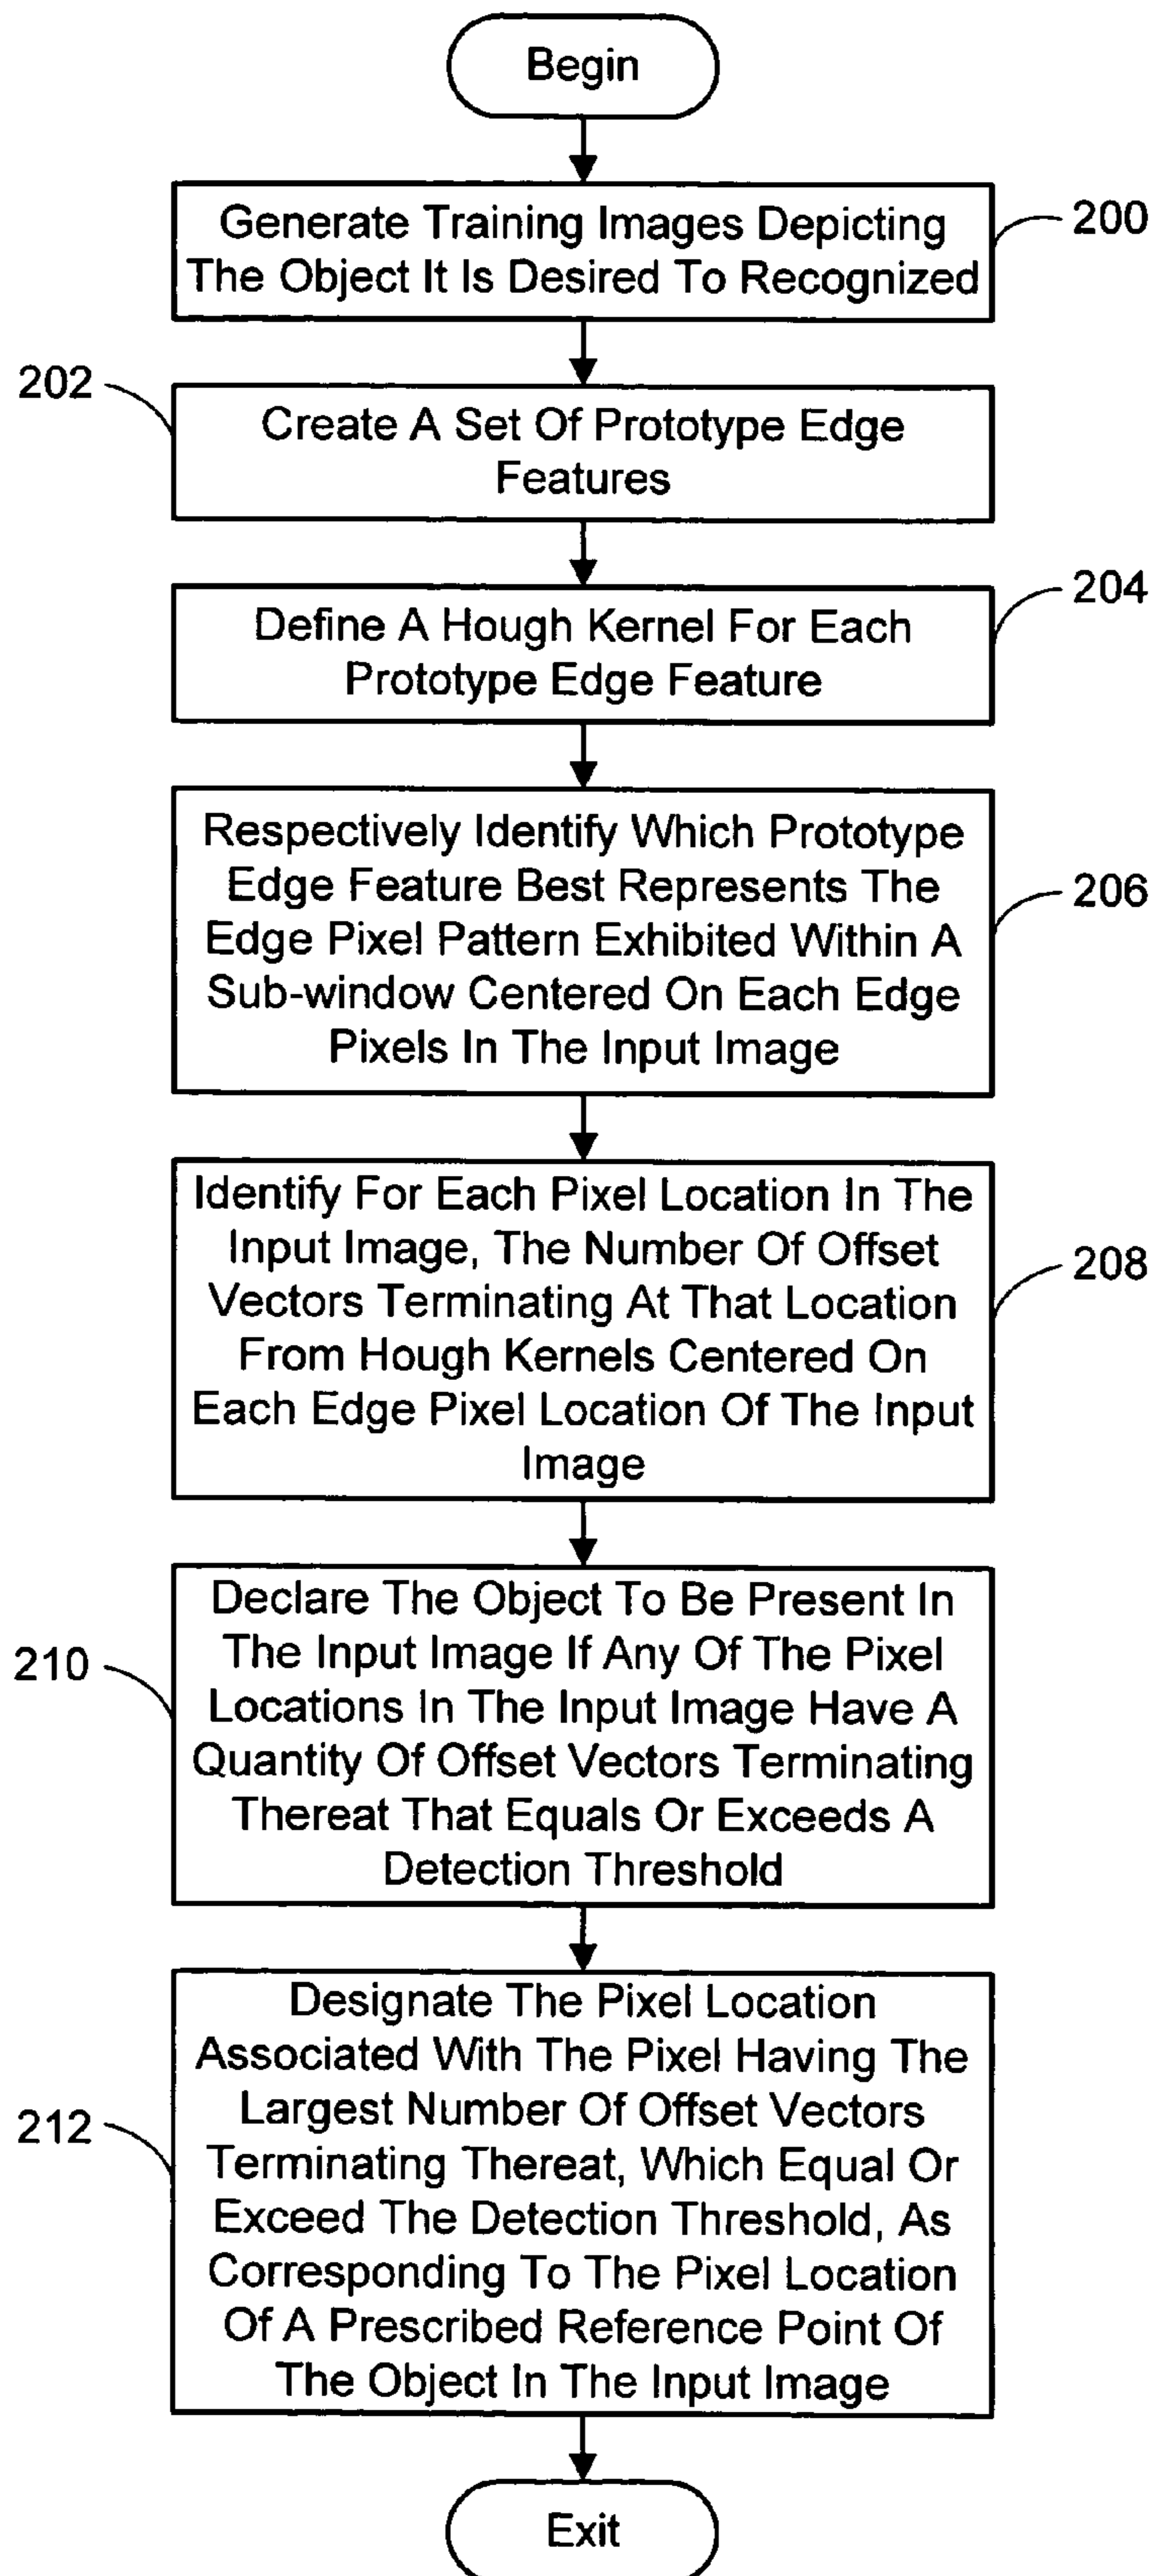 Begin
Generate Training Images Depicting
The Object It Is Desired To Recognized
200
202
Create A Set Of Prototype Edge
Features
Define A Hough Kernel For Each
Prototype Edge Feature
204
Respectively Identify Which Prototype
Edge Feature Best Represents The
Edge Pixel Pattern Exhibited Within A
Sub-window Centered On Each Edge
Pixels In The Input Image
206
Identify For Each Pixel Location In The
Input Image, The Number Of Offset
Vectors Terminating At That Location
From Hough Kernels Centered On
Each Edge Pixel Location Of The Input
Image
208
210
Declare The Object To Be Present In
The Input Image If Any Of The Pixel
Locations In The Input Image Have A
Quantity Of Offset Vectors Terminating
Thereat That Equals Or Exceeds A
Detection Threshold
212
Designate The Pixel Location
Associated With The Pixel Having The
Largest Number Of Offset Vectors
Terminating Thereat, Which Equal Or
Exceed The Detection Threshold, As
Corresponding To The Pixel Location
Of A Prescribed Reference Point Of
The Object In The Input Image
Exit